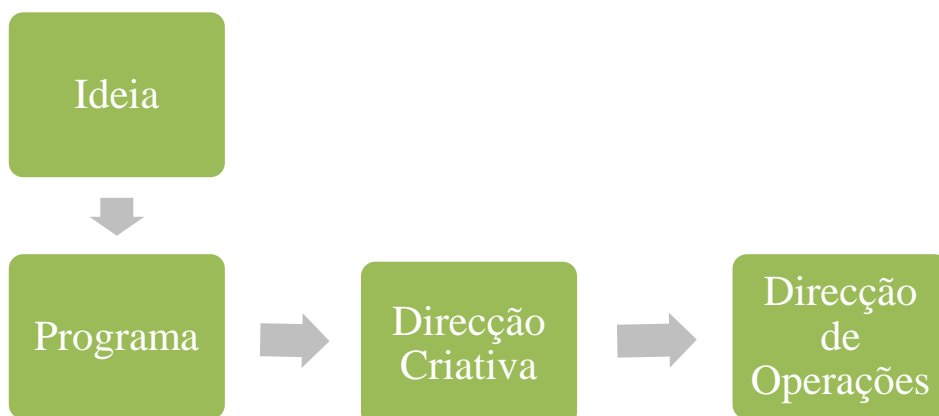 Ideia
Programa
Direcção
Criativa
Direcção
de
Operações